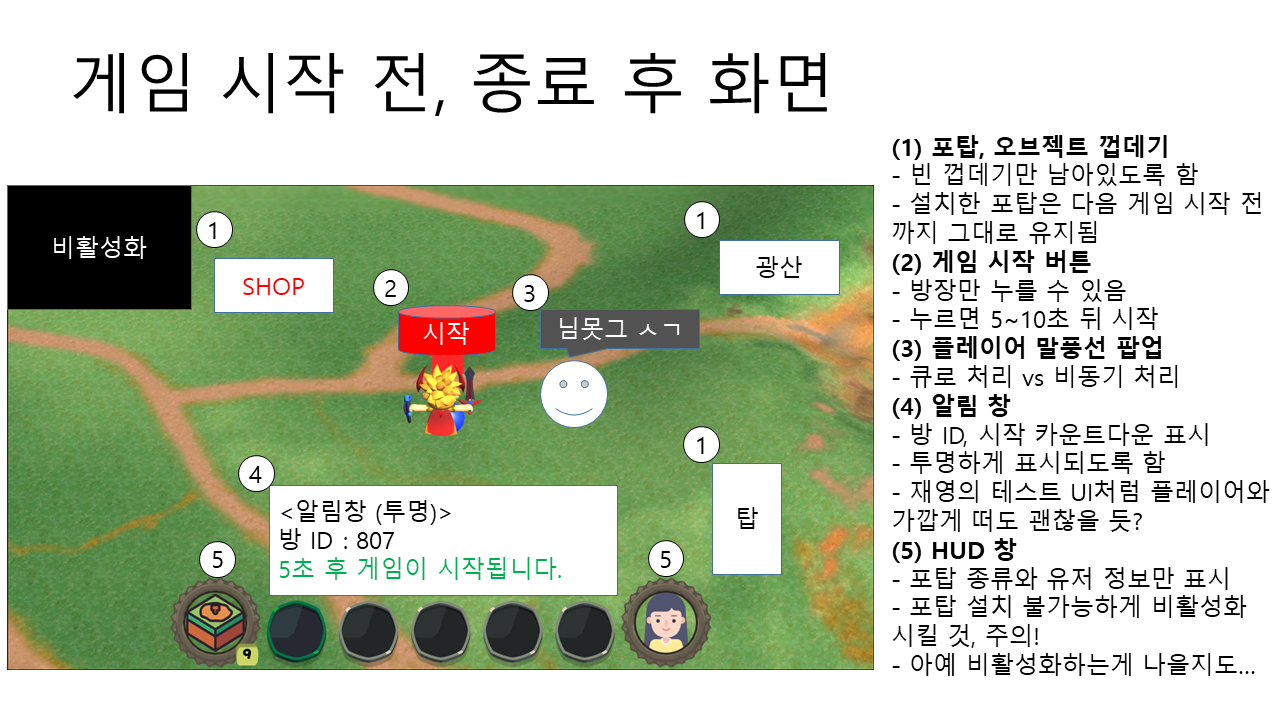 게임 시작 전, 종료 후 화면
비활성화
1
SHOP
2
시작
3
님못그 ㅅㄱ
1
광산
1
탑
4
<알림창 (투명)>
방 ID : 807
5초 후 게임이 시작됩니다.
5
5
9
(1) 포탑, 오브젝트 껍데기
- 빈 껍데기만 남아있도록 함
- 설치한 포탑은 다음 게임 시작 전
까지 그대로 유지됨
(2) 게임 시작 버튼
- 방장만 누를 수 있음
- 누르면 5~10초 뒤 시작
(3) 플레이어 말풍선 팝업
- 큐로 처리 vs 비동기 처리
(4) 알림 창
- 방 ID, 시작 카운트다운 표시
- 투명하게 표시되도록 함
- 재영의 테스트 UI처럼 플레이어와
가깝게 떠도 괜찮을 듯?
(5) HUD 창
- 포탑 종류와 유저 정보만 표시
- 포탑 설치 불가능하게 비활성화
시킬 것, 주의!
- 아예 비활성화하는게 나을지도...